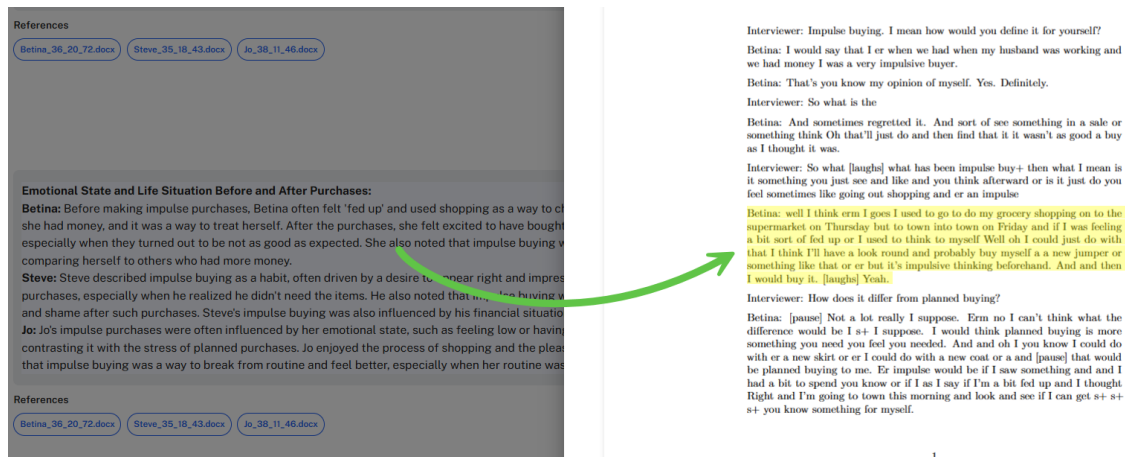 References
Betina_36_20_72.docx
Steve_35_18_43.docx
Jo_38_11_46.docx
Emotional State and Life Situation Before and After Purchases:
Betina: Before making impulse purchases, Betina often felt 'fed up' and used shopping as a way to
she had money, and it was a way to treat herself. After the purchases, she felt excited to have bought
especially when they turned out to be not as good as expected. She also noted that impulse buying
comparing herself to others who had more money.
Steve: Steve described impulse buying as a habit, often driven by a desire to appear right and
purchases, especially when he realized he didn't need the items. He also noted that impulse buying
and shame after such purchases. Steve's impulse buying was also influenced by his financial
Jo: Jo's impulse purchases were often influenced by her emotional state, such as feeling low or having
contrasting it with the stress of planned purchases. Jo enjoyed the process of shopping and the
that impulse buying was a way to break from routine and feel better, especially when her routine was
References
Betina_36_20_72.docx
Steve_35_18_43.docx
Jo_38_11_46.docx
Interviewer: Impulse buying. I mean how would you define it for yourself?
Betina: I would say that I er when we had when my husband was working and
we had money I was a very impulsive buyer.
Betina: That's you know my opinion of myself. Yes. Definitely.
Interviewer: So what is the
Betina: And sometimes regretted it. And sort of see something in a sale or
something think Oh that'll just do and then find that it it wasn't as good a buy
as I thought it was.
Interviewer: So what [laughs] what has been impulse buy+ then what I mean is
it something you just see and like and you think afterward or is it just do you
feel sometimes like going out shopping and er an impulse
Betina: well I think erm I goes I used to go to do my grocery shopping on to the
supermarket on Thursday but to town into town on Friday and if I was feeling
a bit sort of fed up or I used to think to myself Well oh I could just do with
that I think I'll have a look round and probably buy myself a a new jumper or
something like that or er but it's impulsive thinking beforehand. And and then
I would buy it. [laughs] Yeah.
Interviewer: How does it differ from planned buying?
Betina: [pause] Not a lot really I suppose. Erm no I can't think what the
difference would be I s+ I suppose. I would think planned buying is more
something you need you feel you needed. And and oh I you know I could do
with er a new skirt or er I could do with a new coat or a and [pause] that would
be planned buying to me. Er impulse would be if I saw something and and I
had a bit to spend you know or if I as I say if I'm a bit fed up and I thought
Right and I'm going to town this morning and look and see if I can get s+ s+
s+ you know something for myself.